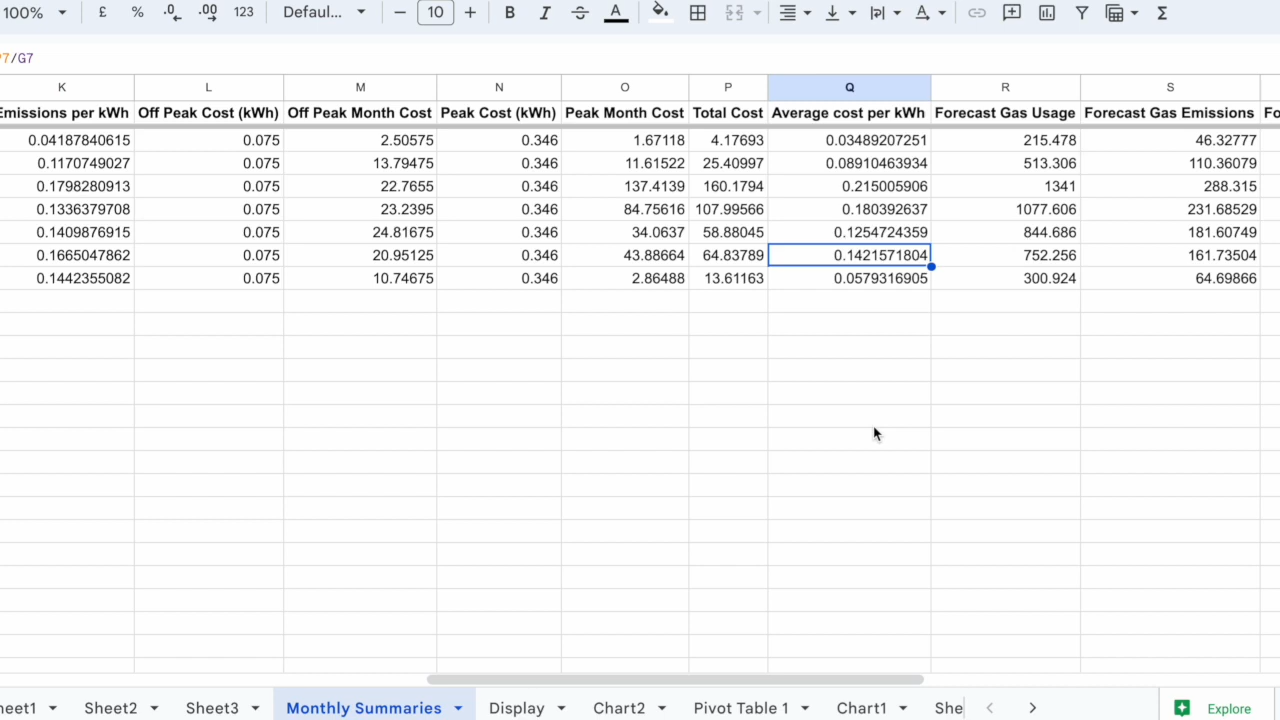 100% £ % .0 .00 123 Defaul... − 10 + B I S A A Σ
7/G7
K L M N O P Q R S
Emissions per kWh Off Peak Cost (kWh) Off Peak Month Cost Peak Cost (kWh) Peak Month Cost Total Cost Average cost per kWh Forecast Gas Usage Forecast Gas Emissions Fo
0.04187840615 0.075 2.50575 0.346 1.67118 4.17693 0.03489207251 215.478 46.32777
0.1170749027 0.075 13.79475 0.346 11.61522 25.40997 0.08910463934 513.306 110.36079
0.1798280913 0.075 22.7655 0.346 137.4139 160.1794 0.215005906 1341 288.315
0.1336379708 0.075 23.2395 0.346 84.75616 107.99566 0.180392637 1077.606 231.68529
0.1409876915 0.075 24.81675 0.346 34.0637 58.88045 0.1254724359 844.686 181.60749
0.1665047862 0.075 20.95125 0.346 43.88664 64.83789 0.1421571804 752.256 161.73504
0.1442355082 0.075 10.74675 0.346 2.86488 13.61163 0.0579316905 300.924 64.69866
heet1 Sheet2 Sheet3 Monthly Summaries Display Chart2 Pivot Table 1 Chart1 She Explore